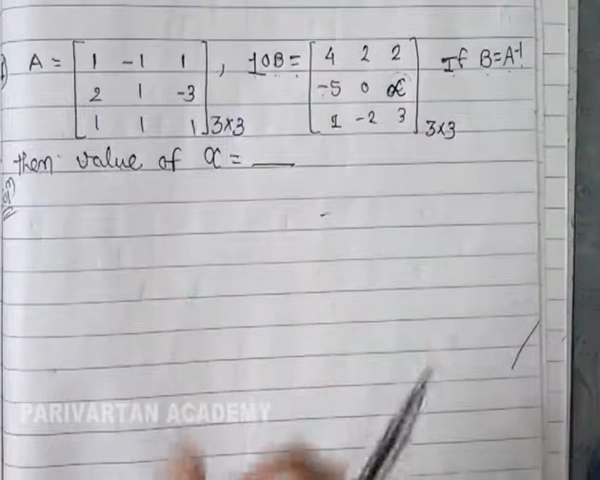 A = [ 1 -1 1 ] , 10B = [ 4 2 2 ] If B=A-1
2 1 -3 -5 0 α
1 1 1 3×3 1 -2 3 3×3
then value of α =
PARIVARTAN ACADEMY